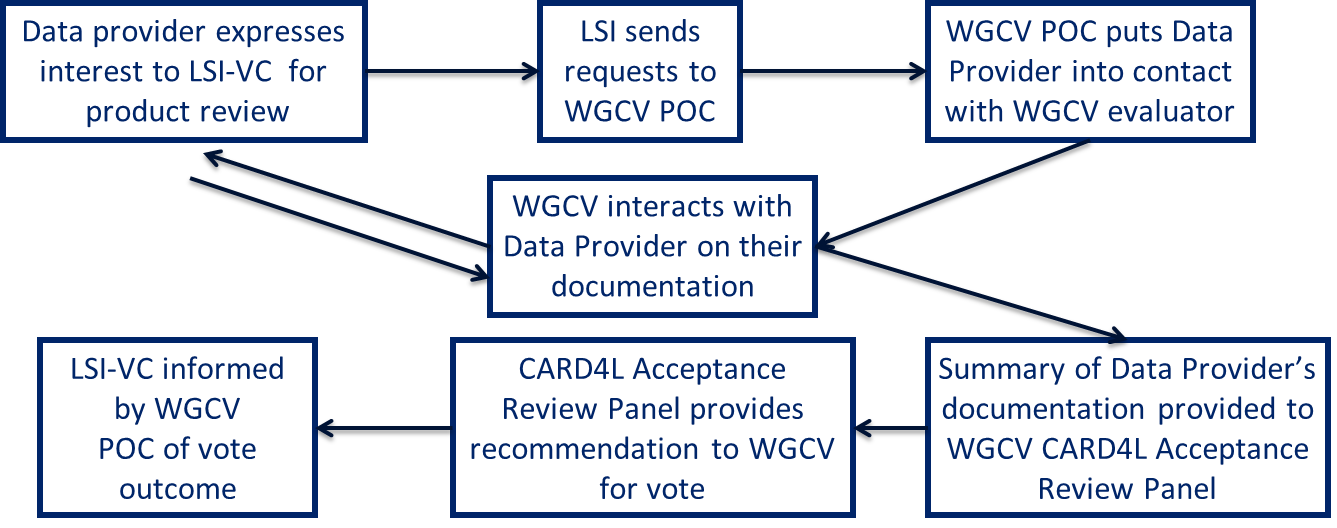 Data provider expresses
interest to LSI-VC for
product review
LSI sends
requests to
WGCV POC
WGCV POC puts Data
Provider into contact
with WGCV evaluator
WGCV interacts with
Data Provider on their
documentation
LSI-VC informed
by WGCV
POC of vote
outcome
CARD4L Acceptance
Review Panel provides
recommendation to WGCV
for vote
Summary of Data Provider’s
documentation provided to
WGCV CARD4L Acceptance
Review Panel